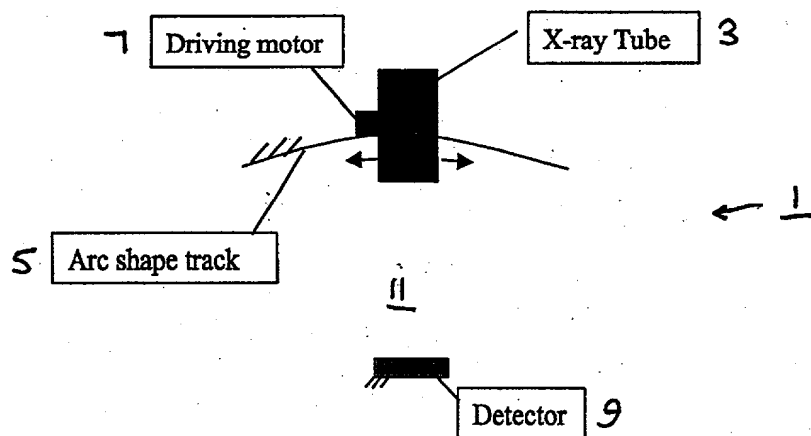 7 Driving motor
X-ray Tube 3
1
5 Arc shape track
11
Detector 9